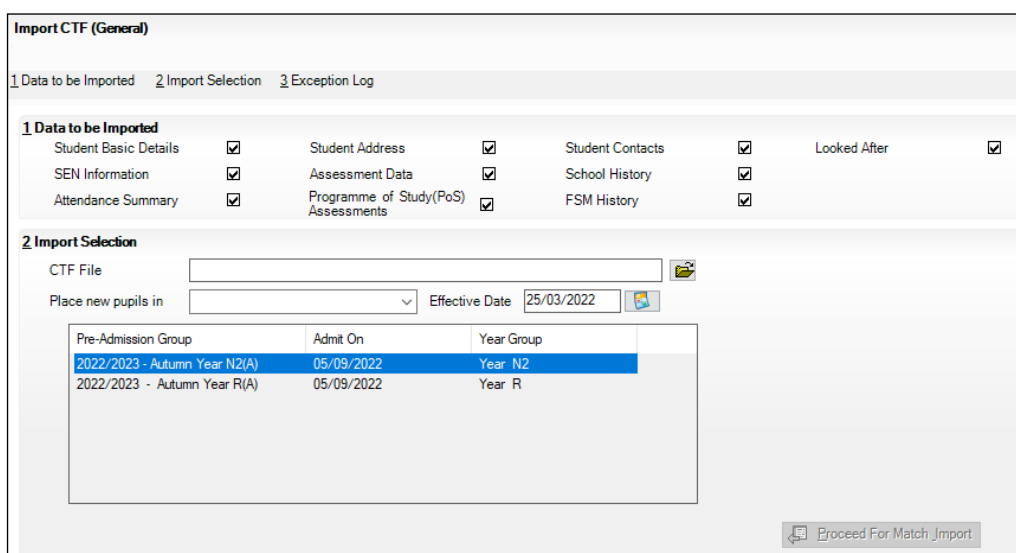 Import CTF (General)
1 Data to be Imported 2 Import Selection 3 Exception Log
1 Data to be Imported
Student Basic Details Student Address Student Contacts Looked After
SEN Information Assessment Data School History
Attendance Summary Programme of Study(PoS) Assessments FSM History
2 Import Selection
CTF File
Place new pupils in Effective Date 25/03/2022
Pre-Admission Group Admit On Year Group
2022/2023 - Autumn Year N2(A) 05/09/2022 Year N2
2022/2023 - Autumn Year R(A) 05/09/2022 Year R
Proceed For Match Import